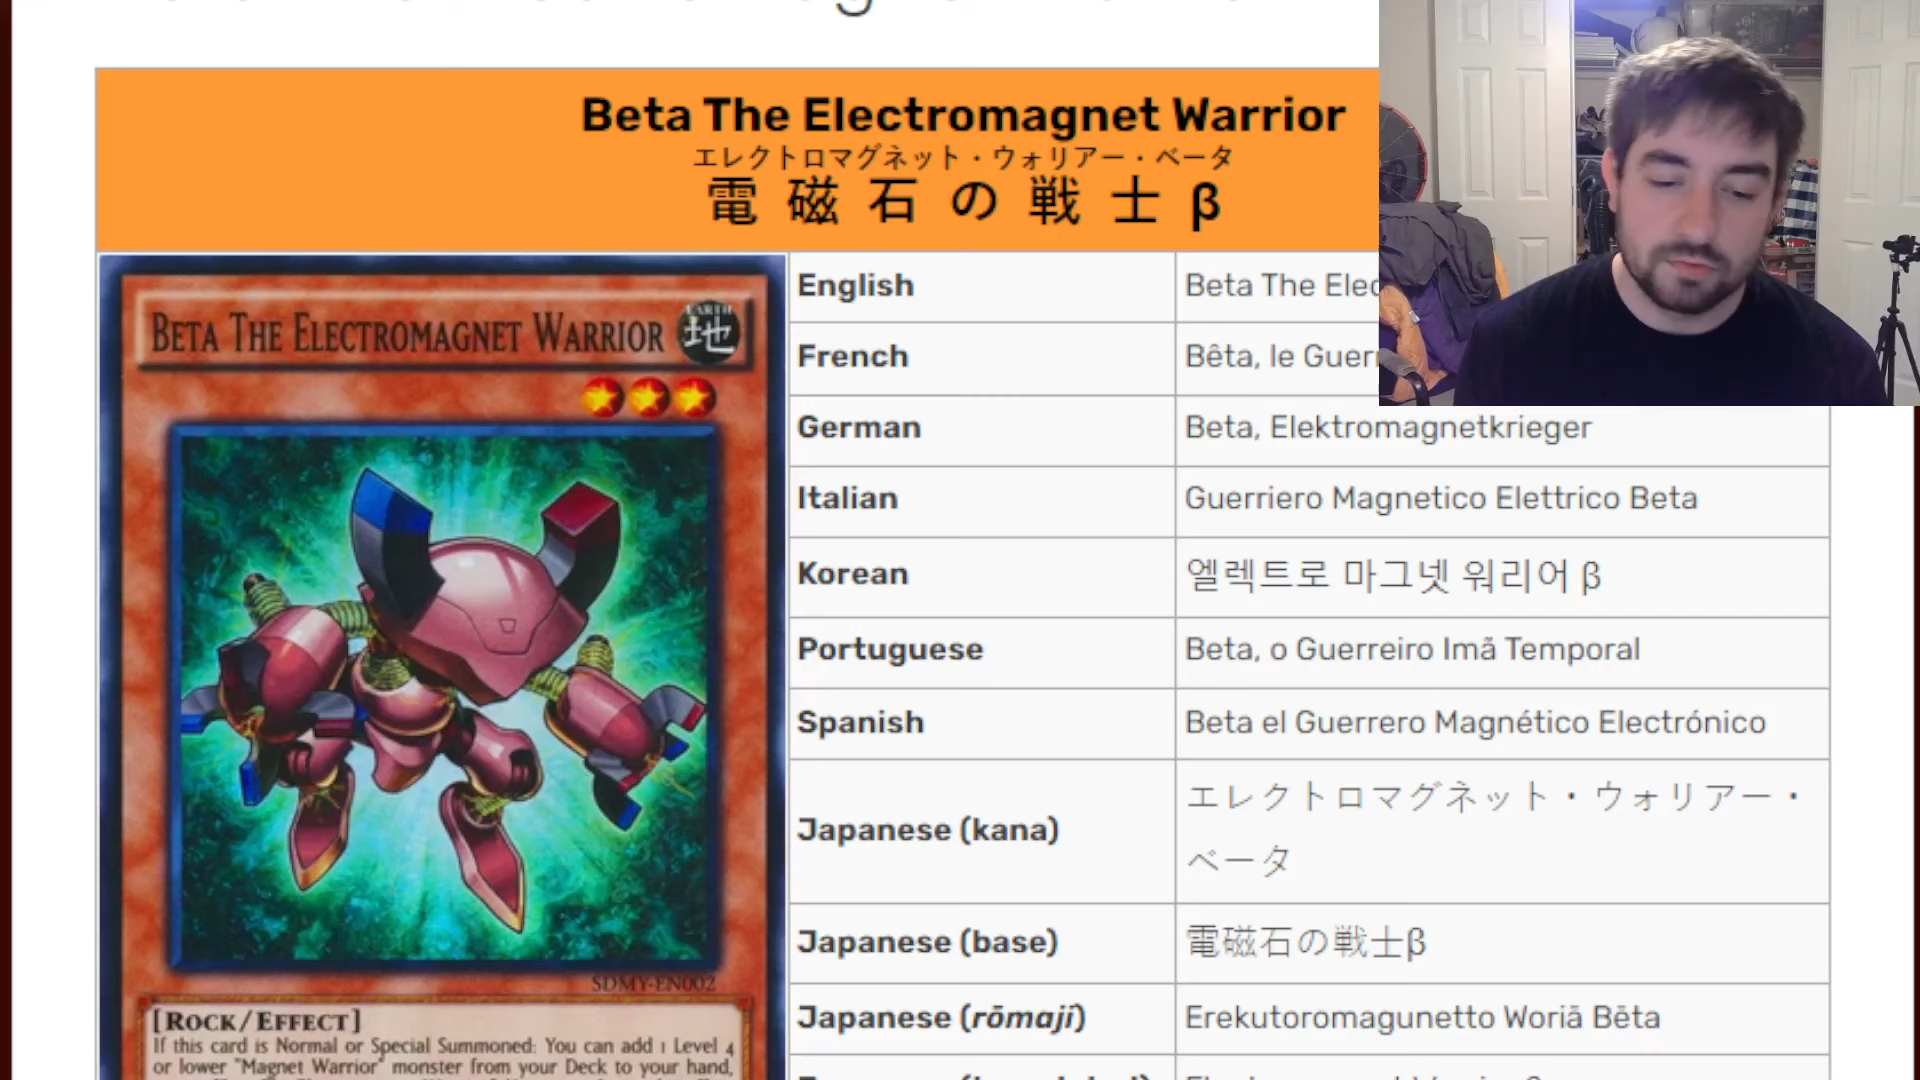 Beta The Electromagnet Warrior
エレクトロマグネット・ウォリアー・ベータ
電磁石の戦士β
BETA THE ELECTROMAGNET WARRIOR
EARTH
地
SDMY-EN002
[ROCK/EFFECT]
If this card is Normal or Special Summoned: You can add 1 Level 4
or lower "Magnet Warrior" monster from your Deck to your hand,
English Beta The Elec
French Bêta, le Guerr
German Beta, Elektromagnetkrieger
Italian Guerriero Magnetico Elettrico Beta
Korean 엘렉트로 마그넷 워리어 β
Portuguese Beta, o Guerreiro Imã Temporal
Spanish Beta el Guerrero Magnético Electrónico
Japanese (kana) エレクトロマグネット・ウォリアー・
ベータ
Japanese (base) 電磁石の戦士β
Japanese (rōmaji) Erekutoromagunetto Woriā Bēta